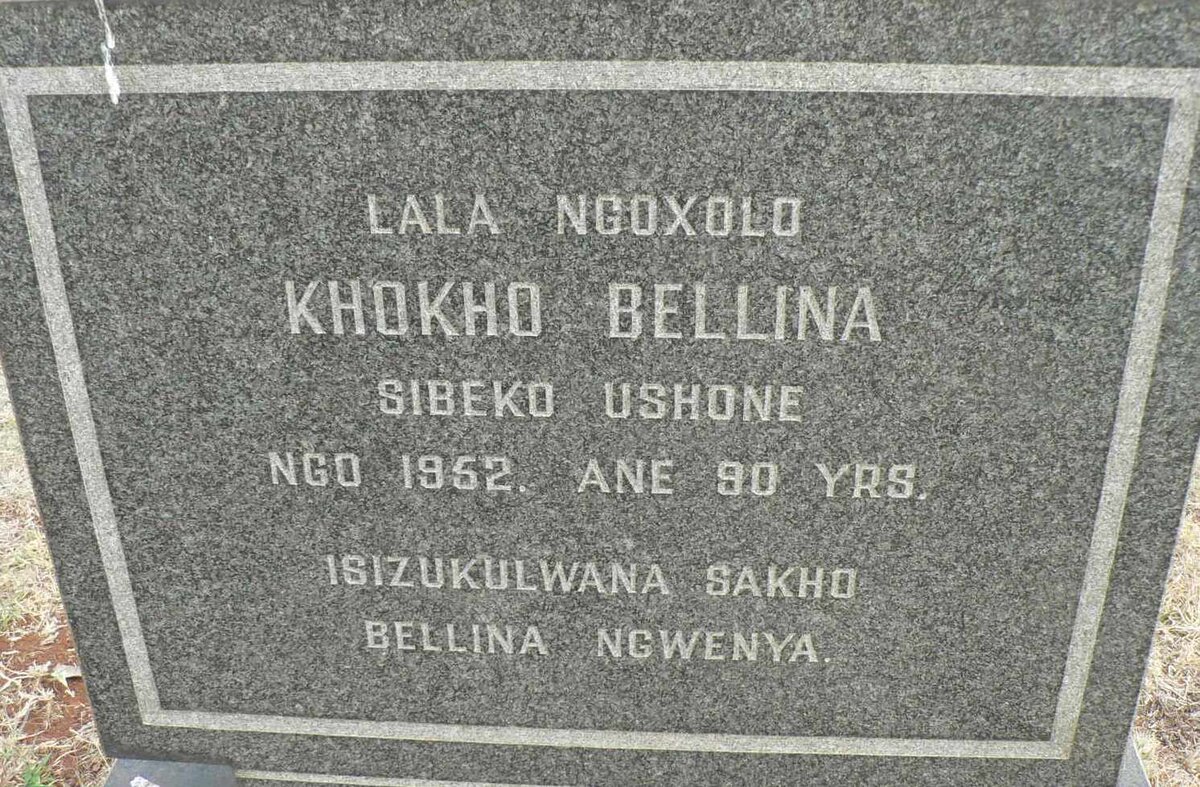 LALA NGOXOLO
KHOKHO BELLINA
SIBEKO USHONE
NGO 1952. ANE 90 YRS.
ISIZUKULWANA SAKHO
BELLINA NGWENYA.